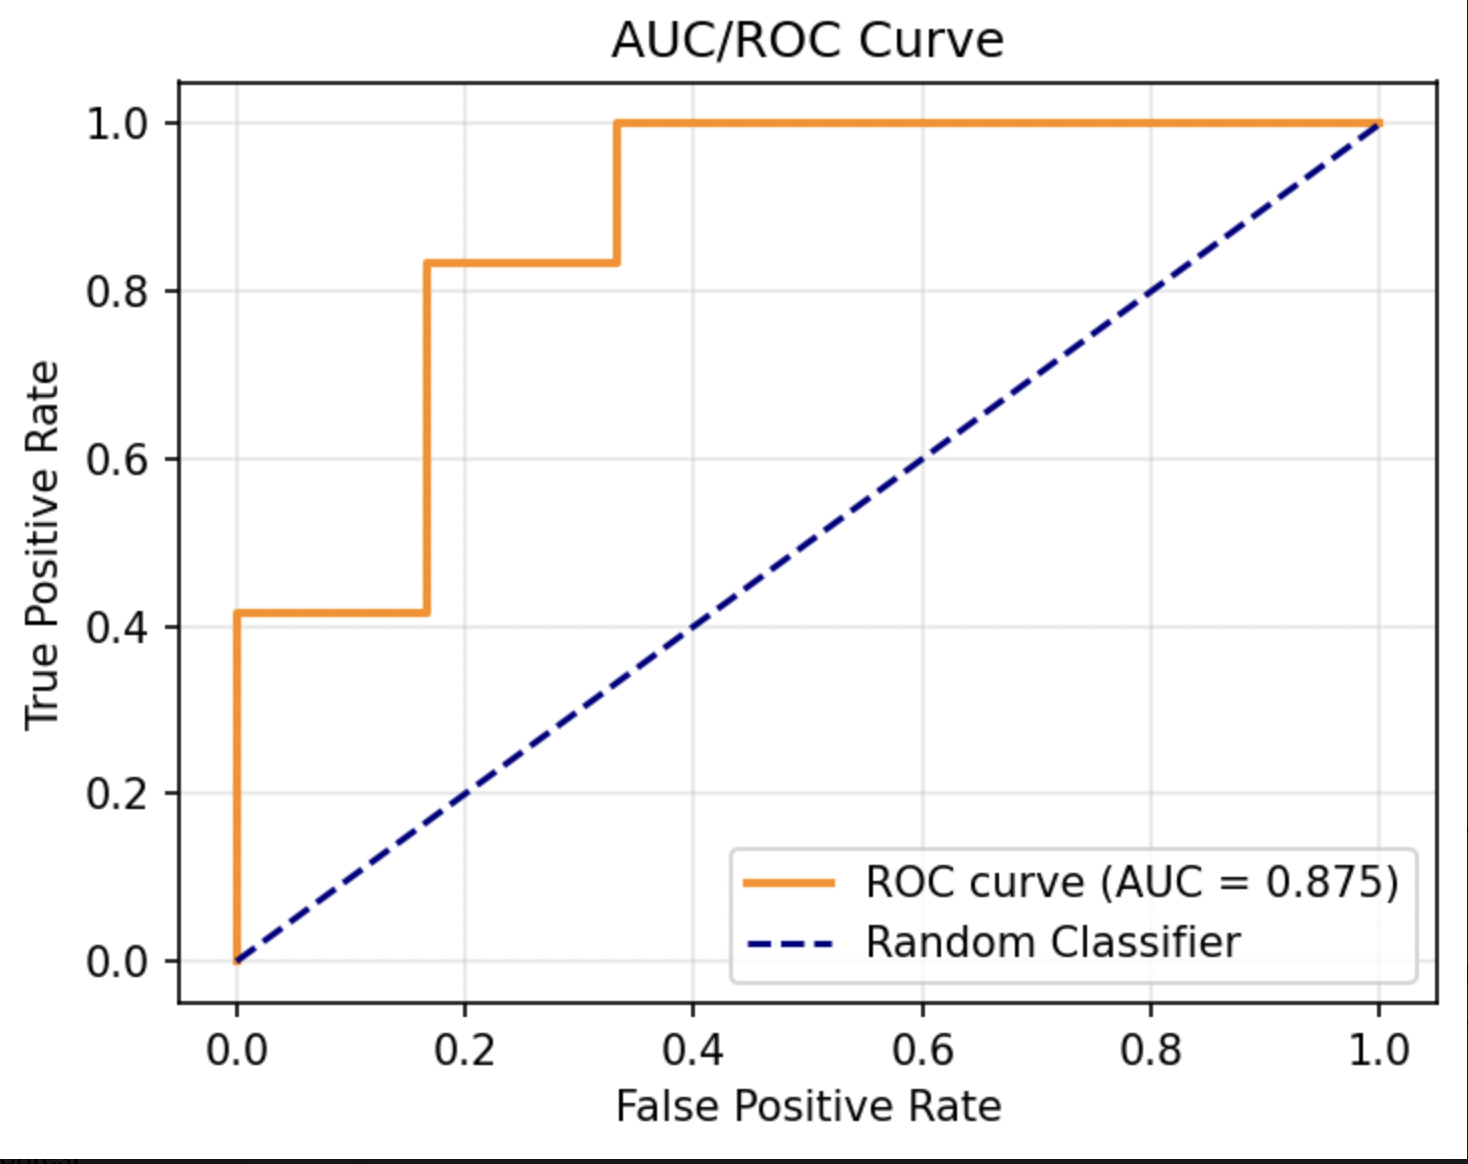 AUC/ROC Curve
1.0
0.8
0.6
0.4
0.2
0.0
True Positive Rate
ROC curve (AUC = 0.875)
Random Classifier
0.0 0.2 0.4 0.6 0.8 1.0
False Positive Rate